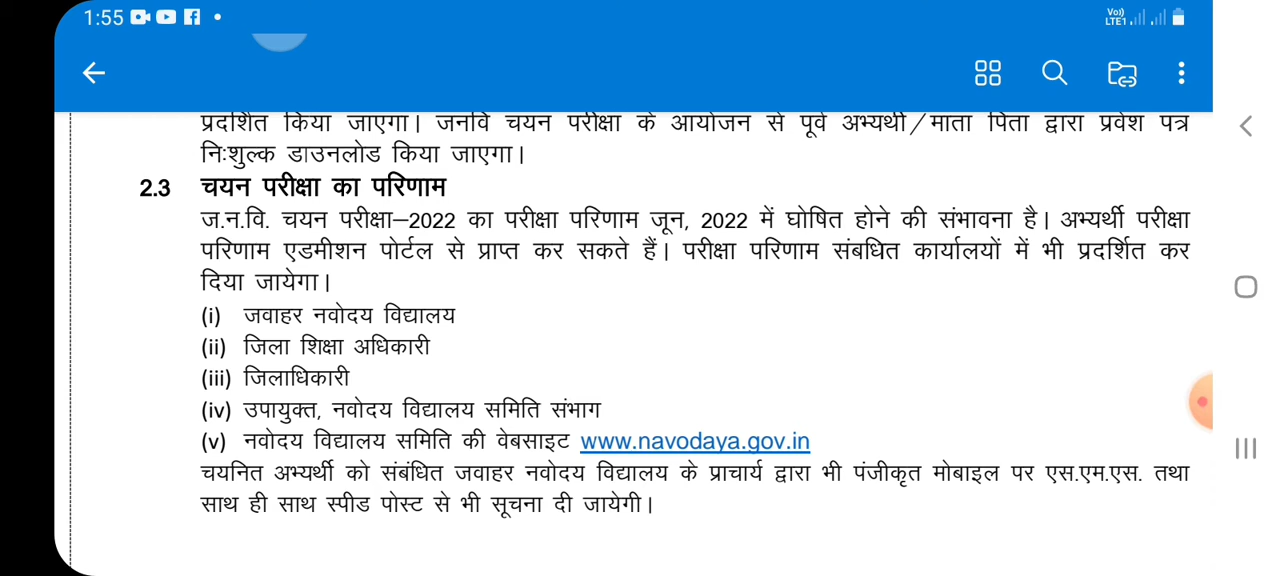 1:55
Vo)) LTE1
प्रदर्शित किया जाएगा। जनवि चयन परीक्षा के आयोजन से पूर्व अभ्यर्थी/माता पिता द्वारा प्रवेश पत्र
निःशुल्क डाउनलोड किया जाएगा।
2.3 चयन परीक्षा का परिणाम
ज.न.वि. चयन परीक्षा–2022 का परीक्षा परिणाम जून, 2022 में घोषित होने की संभावना है। अभ्यर्थी परीक्षा
परिणाम एडमीशन पोर्टल से प्राप्त कर सकते हैं। परीक्षा परिणाम संबधित कार्यालयों में भी प्रदर्शित कर
दिया जायेगा।
(i) जवाहर नवोदय विद्यालय
(ii) जिला शिक्षा अधिकारी
(iii) जिलाधिकारी
(iv) उपायुक्त, नवोदय विद्यालय समिति संभाग
(v) नवोदय विद्यालय समिति की वेबसाइट www.navodaya.gov.in
चयनित अभ्यर्थी को संबंधित जवाहर नवोदय विद्यालय के प्राचार्य द्वारा भी पंजीकृत मोबाइल पर एस.एम.एस. तथा
साथ ही साथ स्पीड पोस्ट से भी सूचना दी जायेगी।